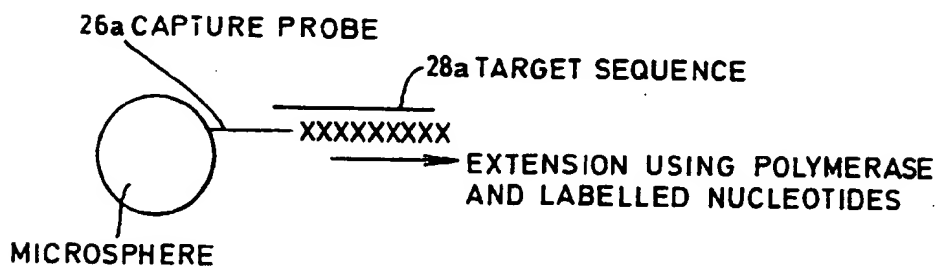 26a CAPTURE PROBE
28a TARGET SEQUENCE
XXXXXXXXX
EXTENSION USING POLYMERASE
AND LABELLED NUCLEOTIDES
MICROSPHERE